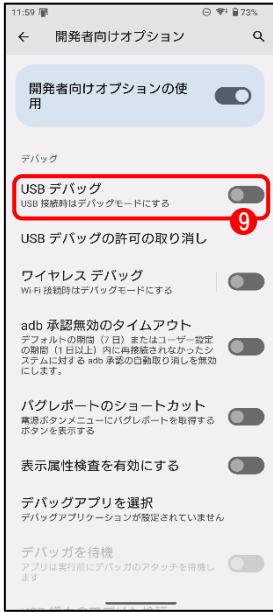 11:59 73%
開発者向けオプション
開発者向けオプションの使
用
デバッグ
USB デバッグ
USB 接続時はデバッグモードにする
9
USB デバッグの許可の取り消し
ワイヤレス デバッグ
Wi-Fi 接続時はデバッグモードにする
adb 承認無効のタイムアウト
デフォルトの期間（7 日）またはユーザー設定
の期間（1 日以上）内に再接続されなかったシ
ステムに対する adb 承認の自動取り消しを無効
にします。
バグレポートのショートカット
電源ボタンメニューにバグレポートを取得する
ボタンを表示する
表示属性検査を有効にする
デバッグアプリを選択
デバッグアプリケーションが設定されていません
デバッガを待機
アプリは実行前にデバッガのアタッチを待機し
ます